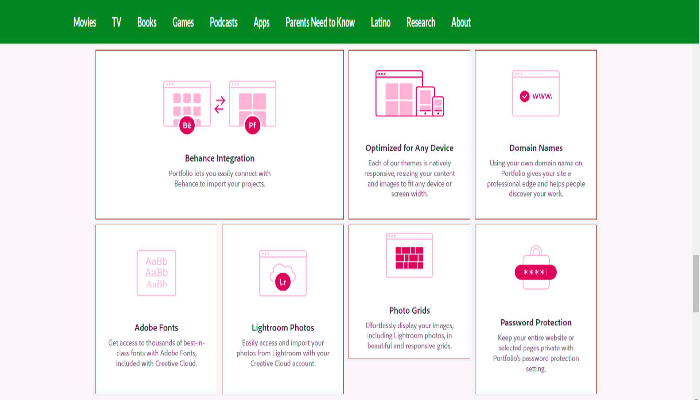 Movies TV Books Games Podcasts Apps Parents Need to Know Latino Research About
Bē
Pf
Behance Integration
Portfolio lets you easily connect with
Behance to import your projects.
Optimized for Any Device
Each of our themes is natively
responsive, resizing your content
and images to fit any device or
screen width.
www.
Domain Names
Using your own domain name on
Portfolio gives your site a
professional edge and helps people
discover your work.
AaBb
AaBb
AaBb
Adobe Fonts
Get access to thousands of best-in-
class fonts with Adobe Fonts,
included with Creative Cloud.
Lr
Lightroom Photos
Easily access and import your
photos from Lightroom with your
Creative Cloud account.
Photo Grids
Effortlessly display your images,
including Lightroom photos, in
beautiful and responsive grids.
****
Password Protection
Keep your entire website or
selected pages private with
Portfolio's password protection
setting.